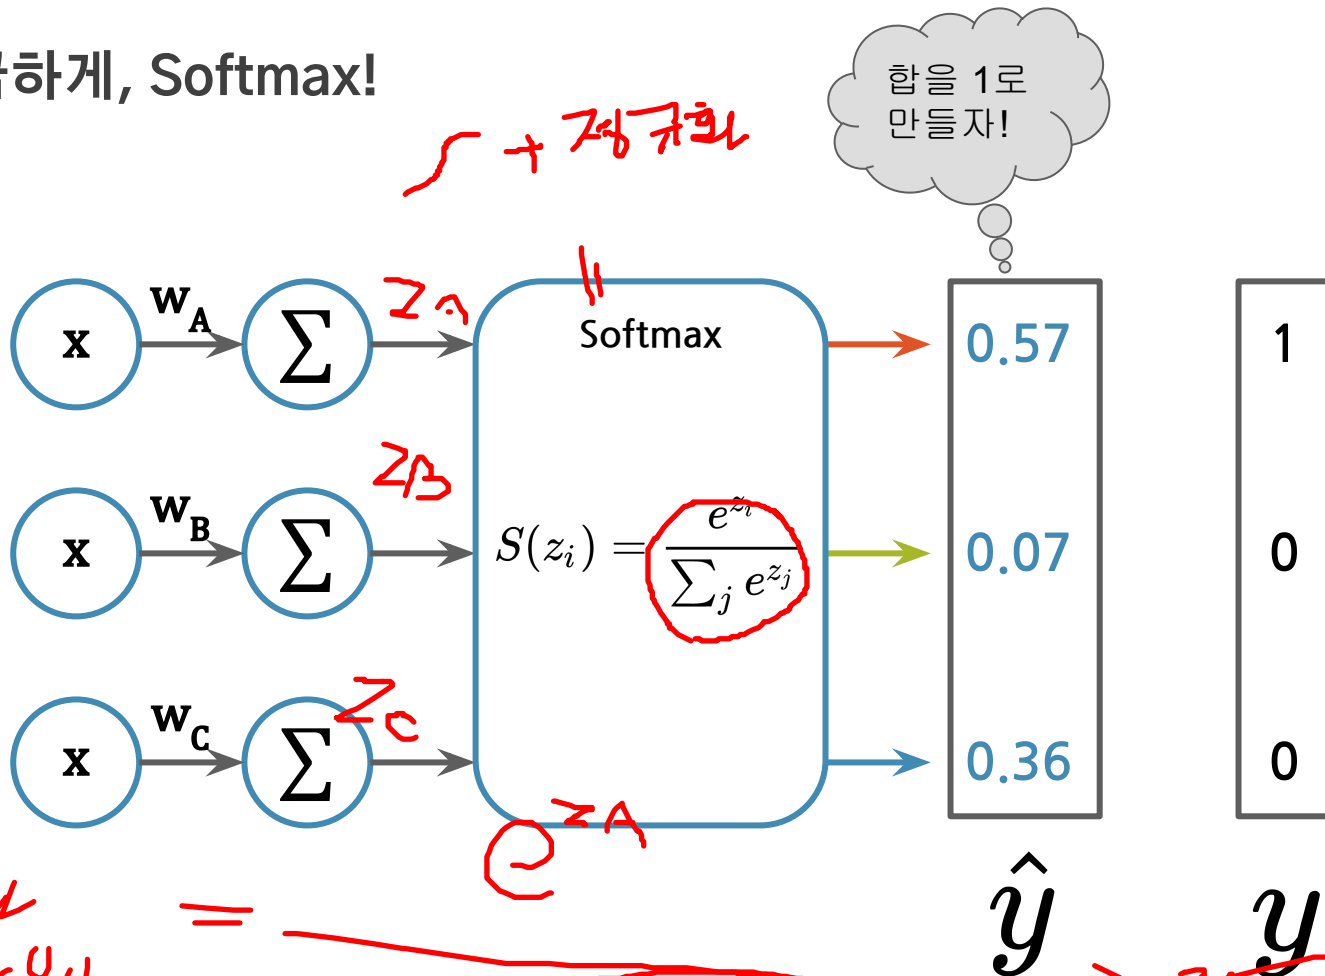 하게, Softmax!
합을 1로
만들자!
+ 정규화
x
w_A
∑
Z_A
Softmax
0.57
1
x
w_B
∑
Z_B
S(z_i) = e^{z_i} / ∑_j e^{z_j}
0.07
0
x
w_C
∑
Z_C
0.36
0
e^{Z_A}
=
ŷ
y